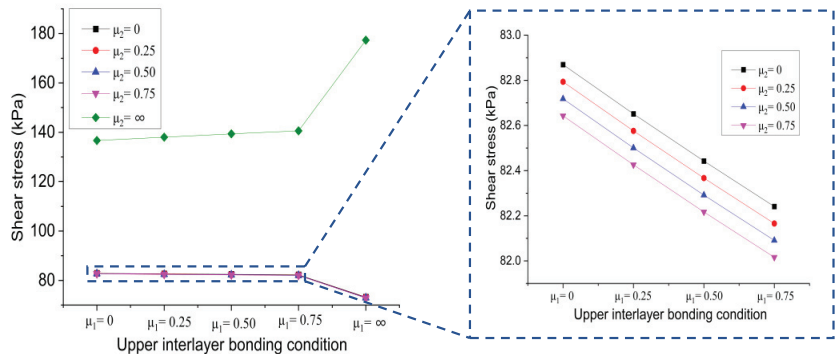 180
160
140
120
100
80
Shear stress (kPa)
μ₂= 0
μ₂= 0.25
μ₂= 0.50
μ₂= 0.75
μ₂= ∞
μ₁= 0
μ₁= 0.25
μ₁= 0.50
μ₁= 0.75
μ₁= ∞
Upper interlayer bonding condition
83.0
82.8
82.6
82.4
82.2
82.0
Shear stress (kPa)
μ₂= 0
μ₂= 0.25
μ₂= 0.50
μ₂= 0.75
μ₁= 0
μ₁= 0.25
μ₁= 0.50
μ₁= 0.75
Upper interlayer bonding condition